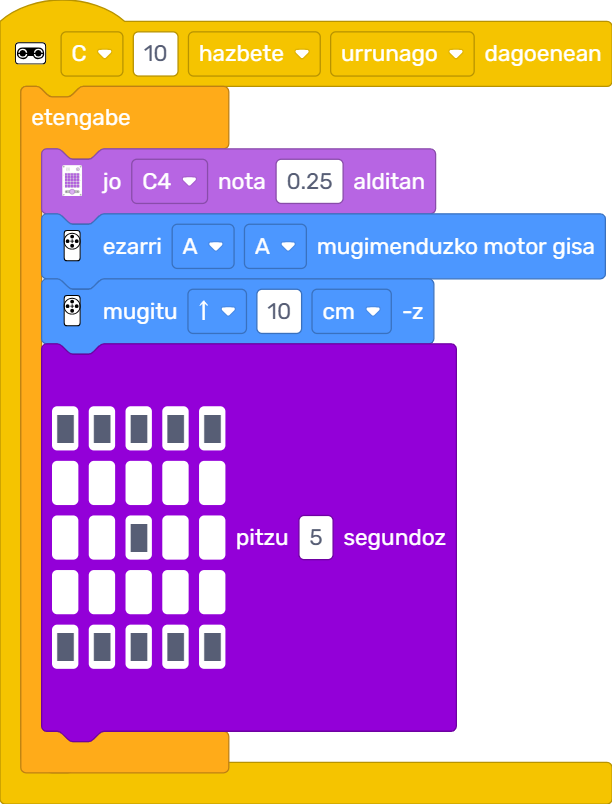 C 10 hazbete urrunago dagoenean
etengabe
jo C4 nota 0.25 alditan
ezarri A A mugimenduzko motor gisa
mugitu ↑ 10 cm -z
pitzu 5 segundoz